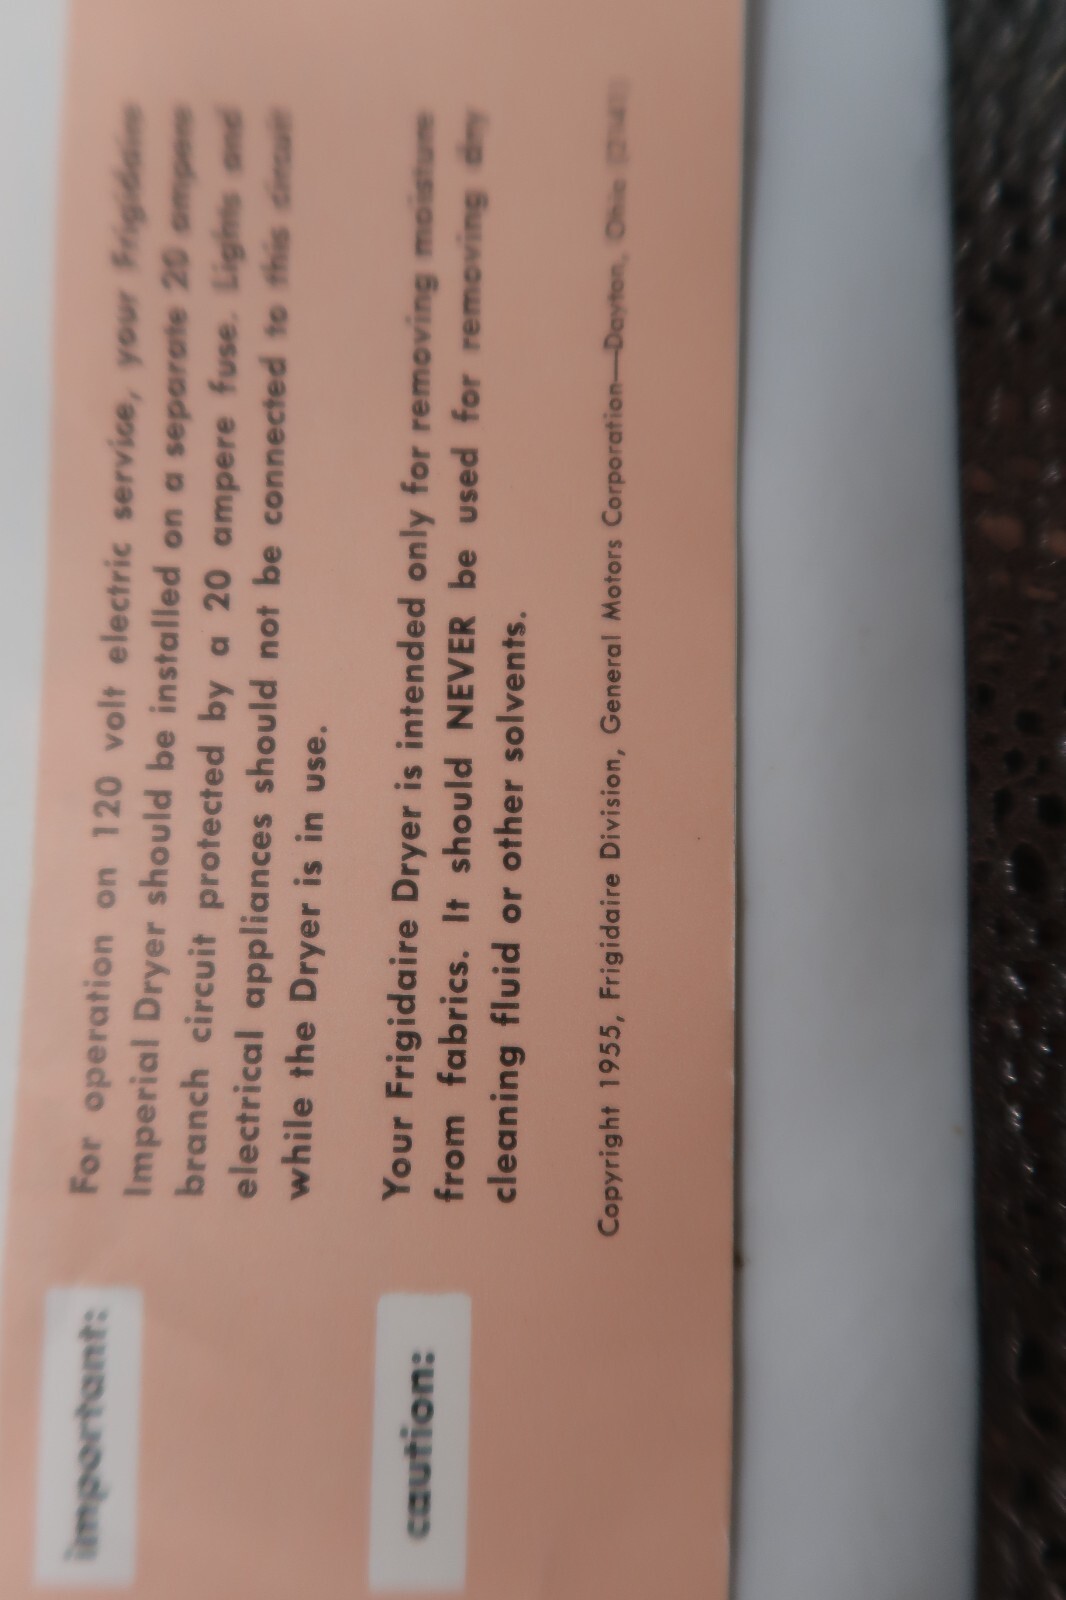 important:
For operation on 120 volt electric service, your Frigidaire
Imperial Dryer should be installed on a separate 20 ampere
branch circuit protected by a 20 ampere fuse. Lights and
electrical appliances should not be connected to this circuit
while the Dryer is in use.
caution:
Your Frigidaire Dryer is intended only for removing moisture
from fabrics. It should NEVER be used for removing dry
cleaning fluid or other solvents.
Copyright 1955, Frigidaire Division, General Motors Corporation—Dayton, Ohio